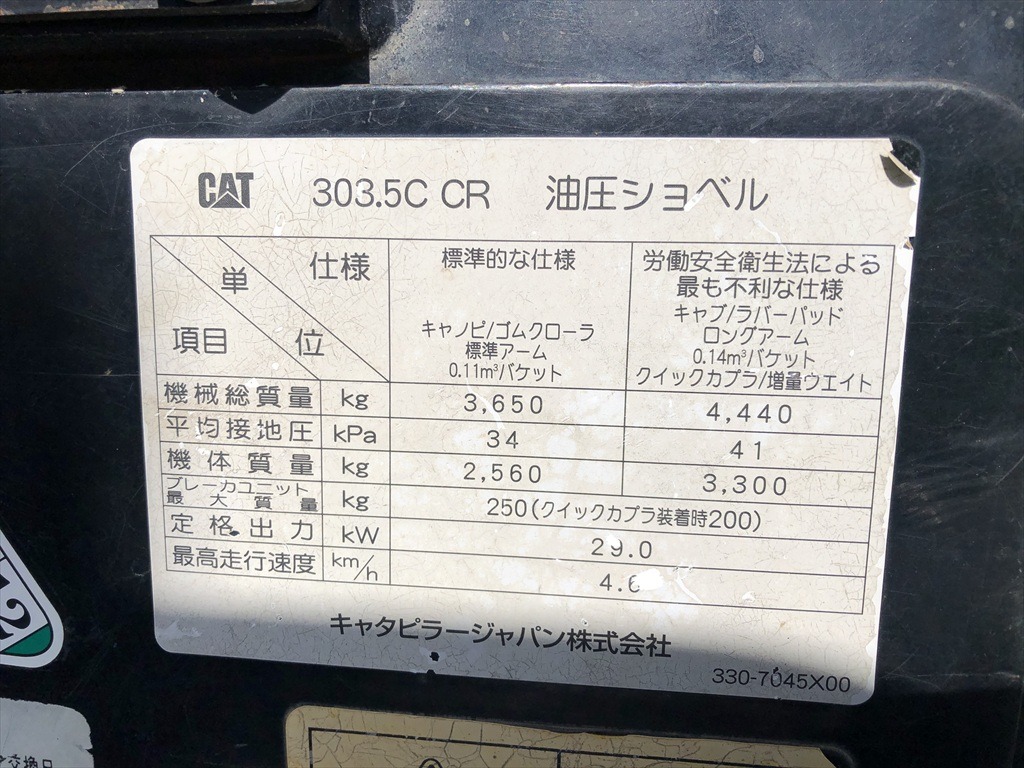 CAT 303.5C CR 油圧ショベル
項目 単位 仕様
標準的な仕様
キャノピ/ゴムクローラ
標準アーム
0.11m³バケット
労働安全衛生法による
最も不利な仕様
キャブ/ラバーパッド
ロングアーム
0.14m³バケット
クイックカプラ/増量ウエイト
機械総質量 kg 3,650 4,440
平均接地圧 kPa 34 41
機体質量 kg 2,560 3,300
ブレーカユニット
最大質量 kg 250(クイックカプラ装着時200)
定格出力 kW 29.0
最高走行速度 km/h 4.6
キャタピラージャパン株式会社
330-7045X00
2
交換日